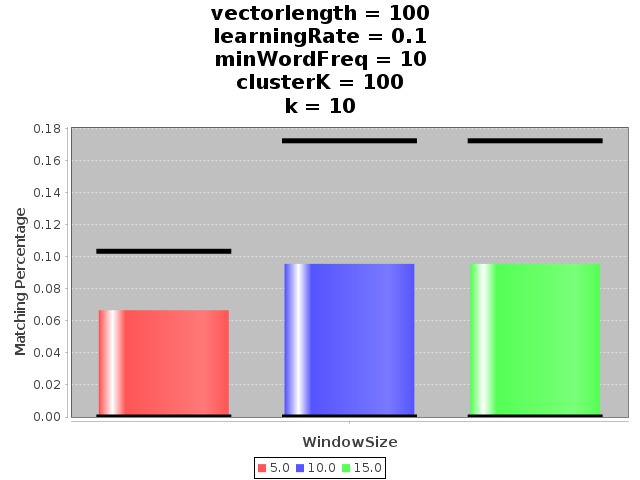 vectorlength = 100
learningRate = 0.1
minWordFreq = 10
clusterK = 100
k = 10
0.18
0.16
0.14
0.12
0.10
0.08
0.06
0.04
0.02
0.00
Matching Percentage
WindowSize
5.0 10.0 15.0